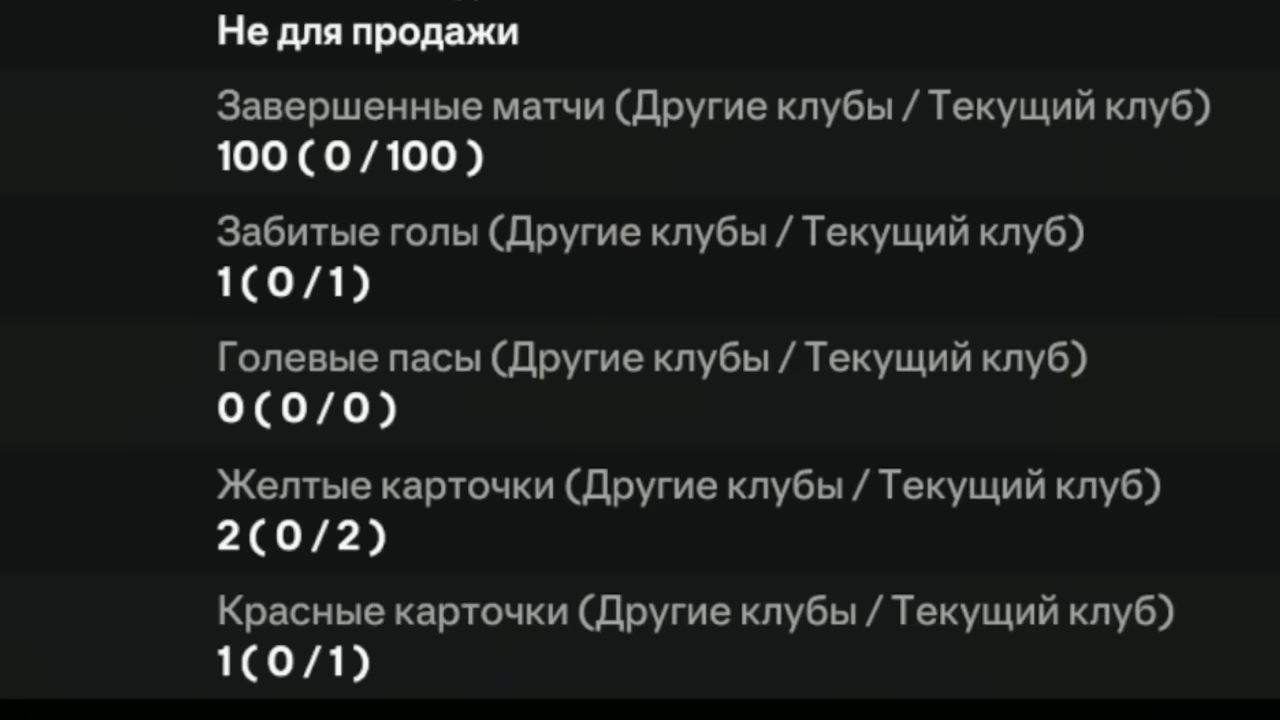 Не для продажи
Завершенные матчи (Другие клубы / Текущий клуб)
100 ( 0 / 100 )
Забитые голы (Другие клубы / Текущий клуб)
1 ( 0 / 1 )
Голевые пасы (Другие клубы / Текущий клуб)
0 ( 0 / 0 )
Желтые карточки (Другие клубы / Текущий клуб)
2 ( 0 / 2 )
Красные карточки (Другие клубы / Текущий клуб)
1 ( 0 / 1 )